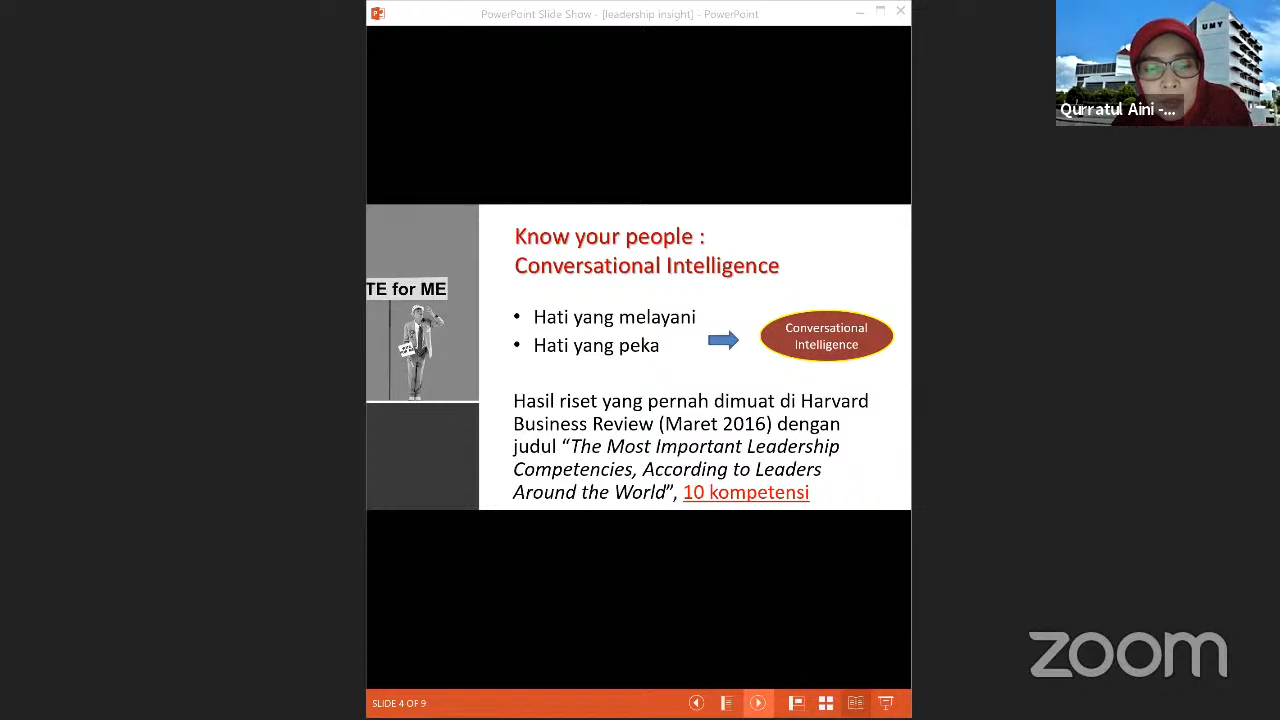 PowerPoint Slide Show - [leadership insight] - PowerPoint
UMY
Qurratul Aini -...
TE for ME
Know your people :
Conversational Intelligence
• Hati yang melayani
• Hati yang peka
Conversational
Intelligence
Hasil riset yang pernah dimuat di Harvard
Business Review (Maret 2016) dengan
judul “The Most Important Leadership
Competencies, According to Leaders
Around the World”, 10 kompetensi
SLIDE 4 OF 9
zoom